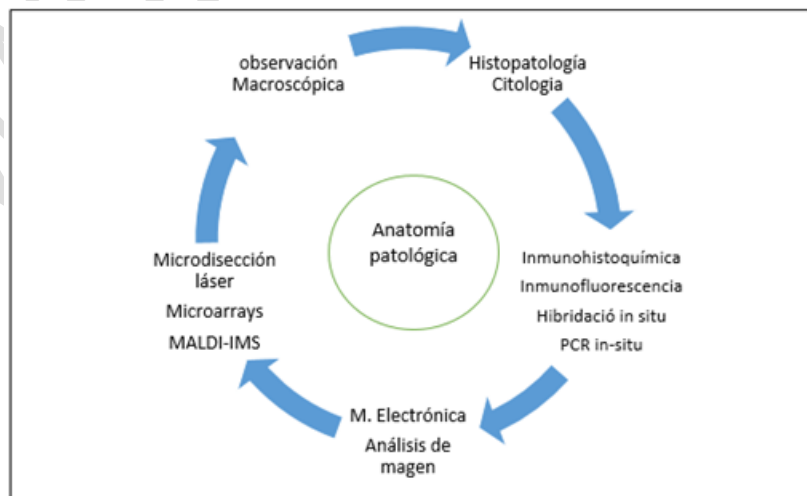 observación
Macroscópica
Histopatología
Citologia
Anatomía
patológica
Inmunohistoquímica
Inmunofluorescencia
Hibridació in situ
PCR in-situ
M. Electrónica
Análisis de
magen
Microdisección
láser
Microarrays
MALDI-IMS